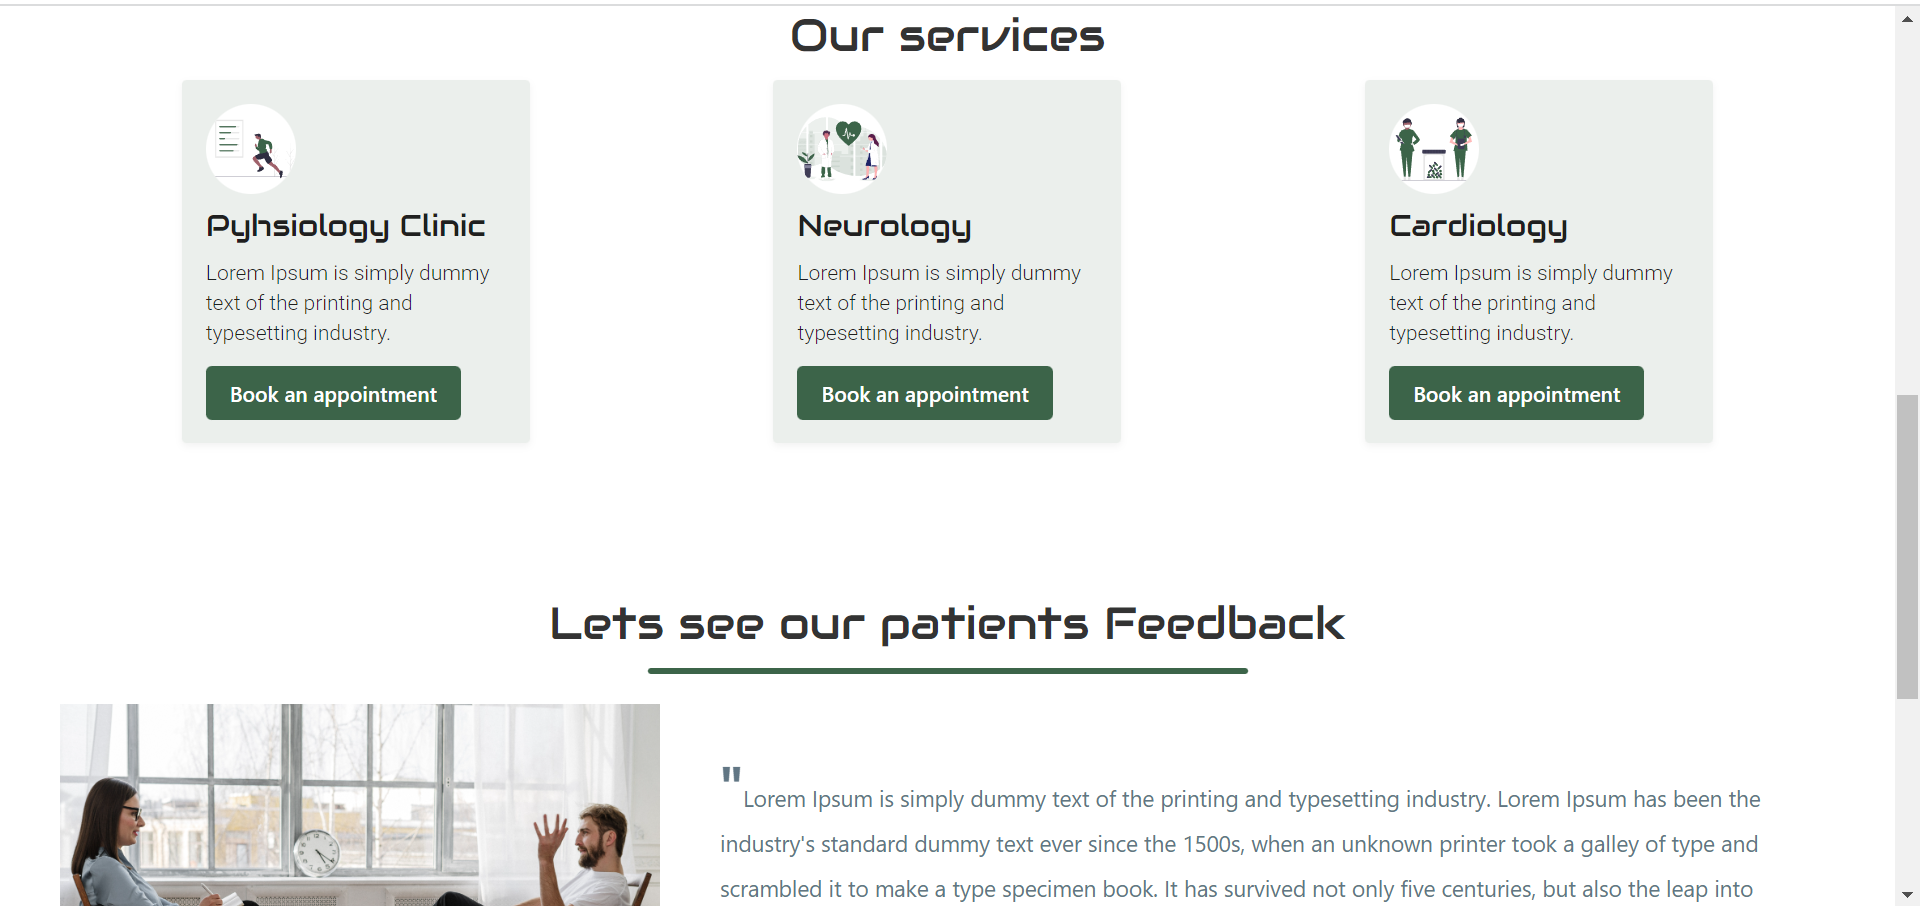 Our services
Pyhsiology Clinic
Lorem Ipsum is simply dummy
text of the printing and
typesetting industry.
Book an appointment
Neurology
Lorem Ipsum is simply dummy
text of the printing and
typesetting industry.
Book an appointment
Cardiology
Lorem Ipsum is simply dummy
text of the printing and
typesetting industry.
Book an appointment
Lets see our patients Feedback
"Lorem Ipsum is simply dummy text of the printing and typesetting industry. Lorem Ipsum has been the
industry's standard dummy text ever since the 1500s, when an unknown printer took a galley of type and
scrambled it to make a type specimen book. It has survived not only five centuries, but also the leap into